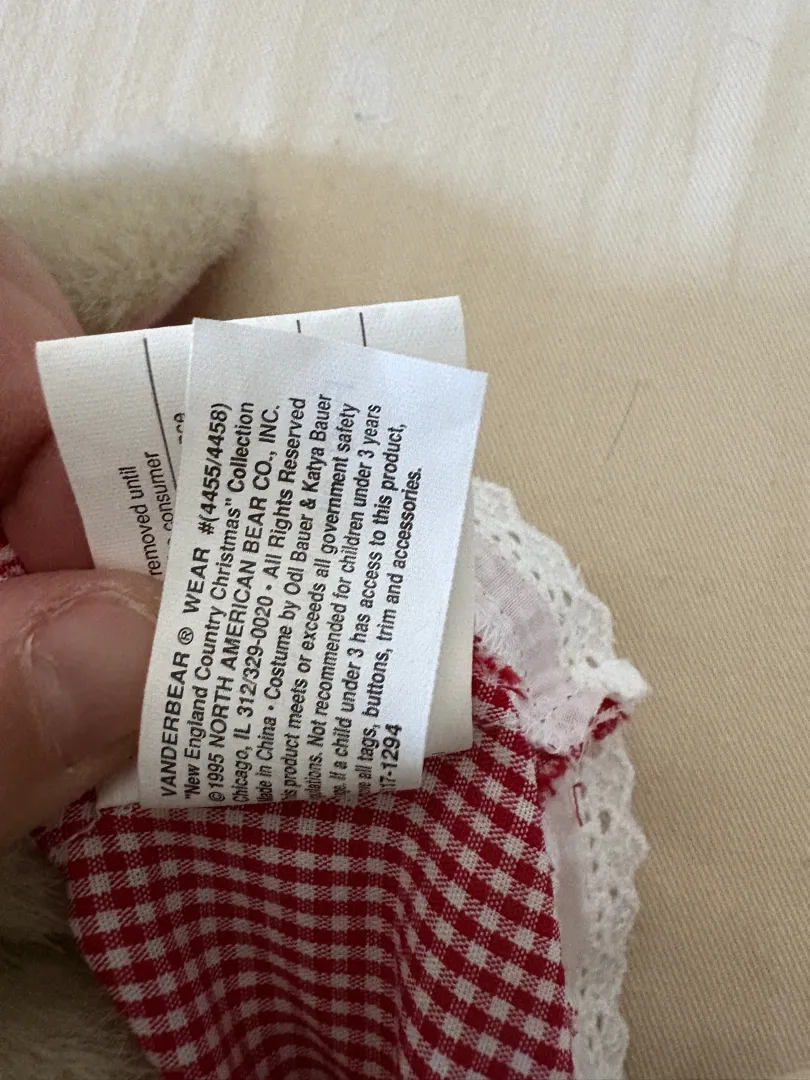 VANDERBEAR ® WEAR #(4455/4458)
"New England Country Christmas" Collection
©1995 NORTH AMERICAN BEAR CO., INC.
Chicago, IL 312/329-0020 • All Rights Reserved
Made in China • Costume by Odl Bauer & Katya Bauer
product meets or exceeds all government safety
Not recommended for children under 3 years
If a child under 3 has access to this product,
all tags, buttons, trim and accessories.
17-1294
removed until
consumer